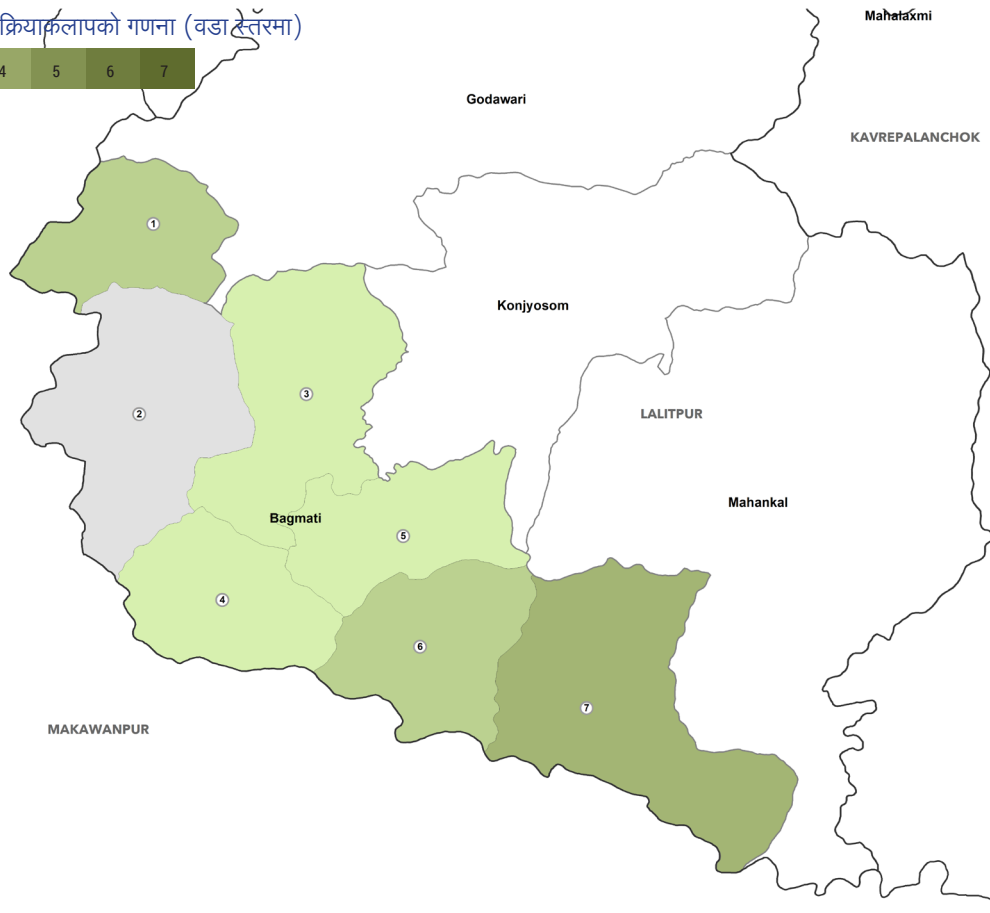 क्रियाकलापको गणना (वडा स्तरमा)
4 5 6 7
Mahalaxmi
Godawari
KAVREPALANCHOK
1
Konjyosom
3
2
LALITPUR
Mahankal
Bagmati
5
4
6
7
MAKAWANPUR